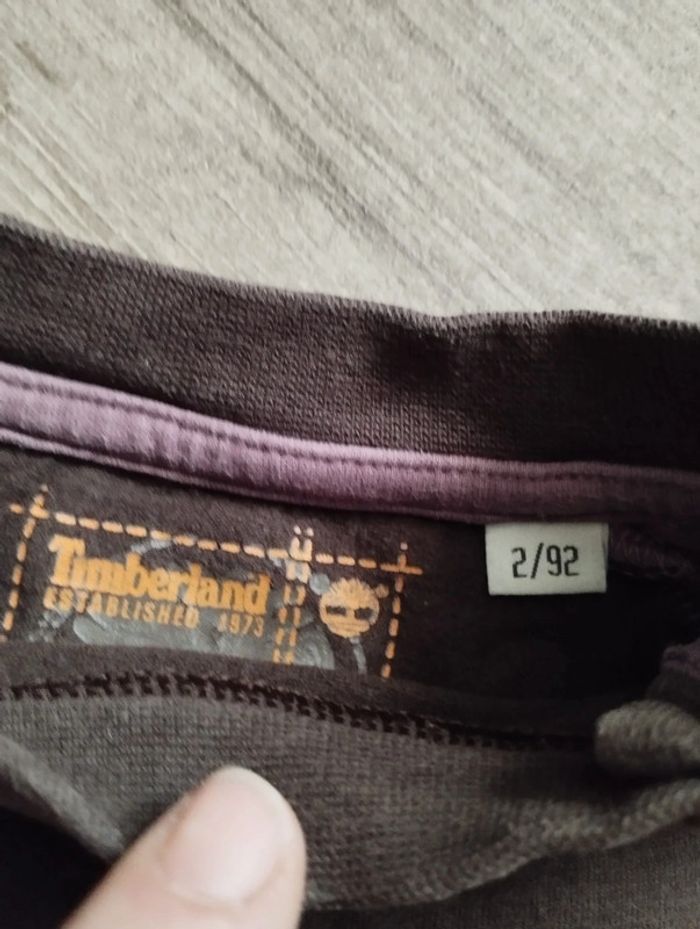 Timberland
ESTABLISHED 1973
2/92